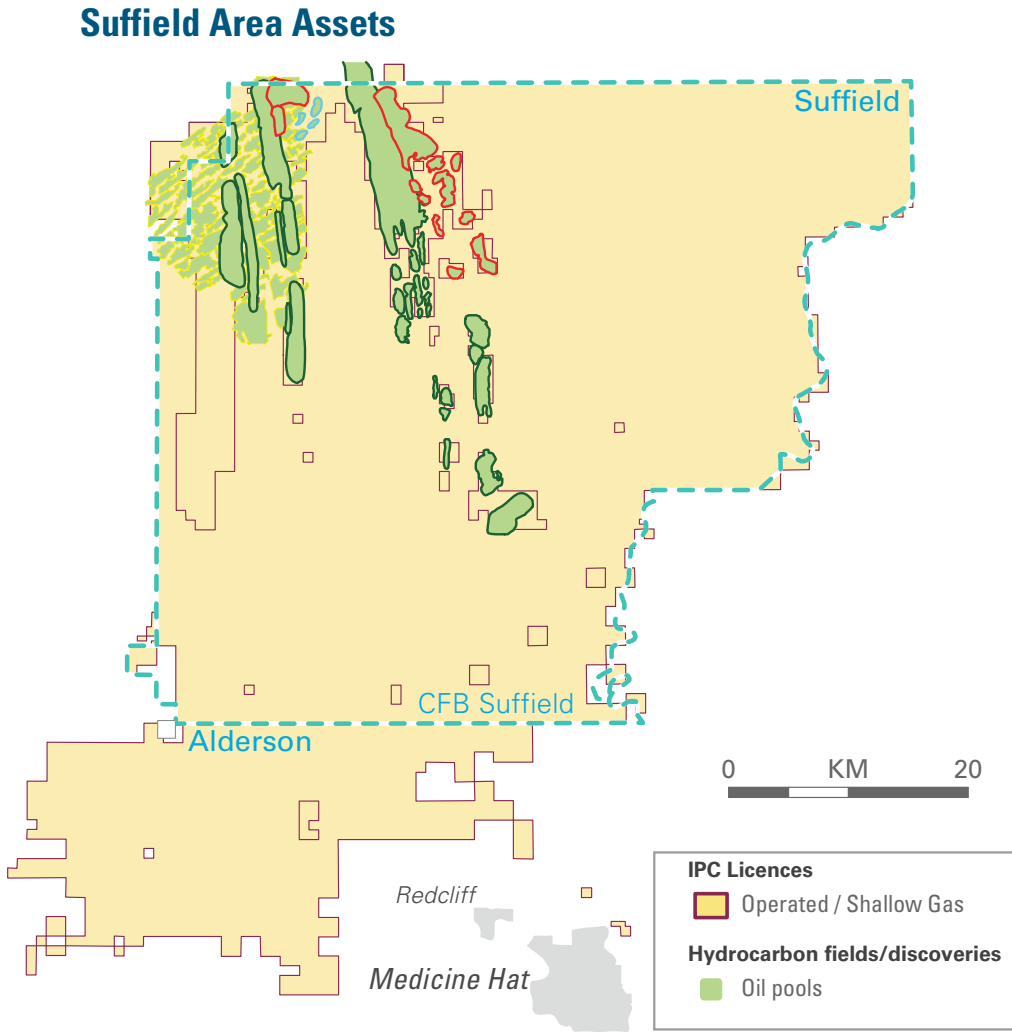 Suffield Area Assets
Suffield
CFB Suffield
Alderson
0 KM 20
Redcliff
Medicine Hat
IPC Licences
Operated / Shallow Gas
Hydrocarbon fields/discoveries
Oil pools